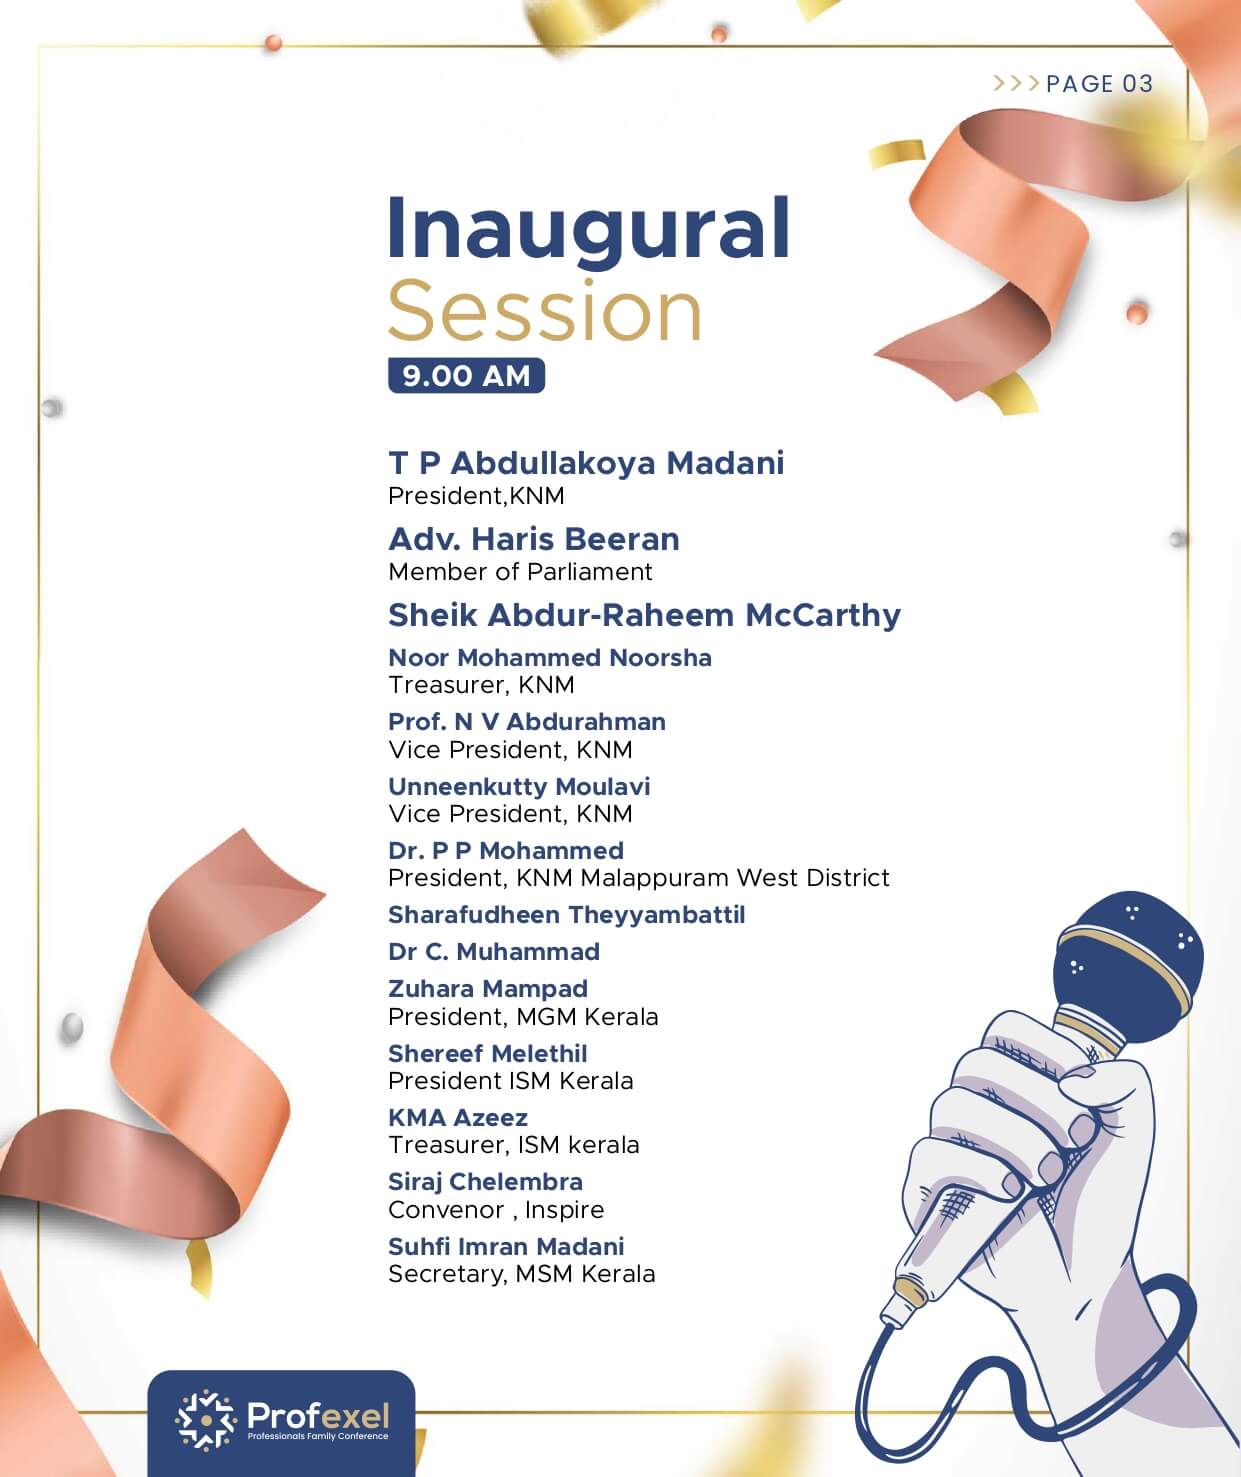 >>> PAGE 03
Inaugural
Session
9.00 AM
T P Abdullakoya Madani
President,KNM
Adv. Haris Beeran
Member of Parliament
Sheik Abdur-Raheem McCarthy
Noor Mohammed Noorsha
Treasurer, KNM
Prof. N V Abdurahman
Vice President, KNM
Unneenkutty Moulavi
Vice President, KNM
Dr. P P Mohammed
President, KNM Malappuram West District
Sharafudheen Theyyambattil
Dr C. Muhammad
Zuhara Mampad
President, MGM Kerala
Shereef Melethil
President ISM Kerala
KMA Azeez
Treasurer, ISM kerala
Siraj Chelembra
Convenor , Inspire
Suhfi Imran Madani
Secretary, MSM Kerala
Profexel
Professionals Family Conference